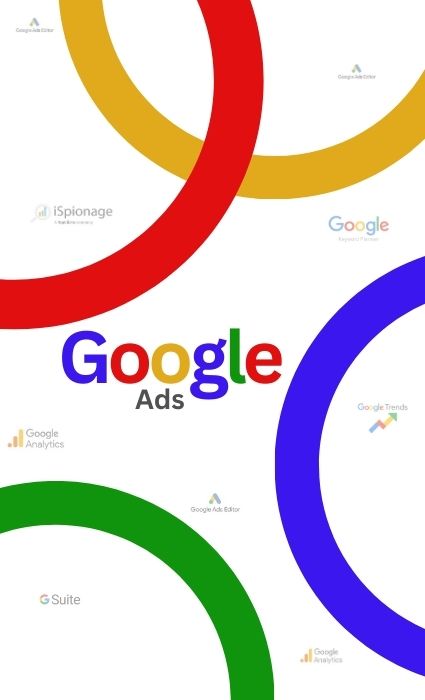 Google Ads Editor
Google Ads Editor
iSpionage
Google
Keyword Planner
Google
Ads
Google Trends
Google
Analytics
Google Ads Editor
G Suite
Google
Analytics